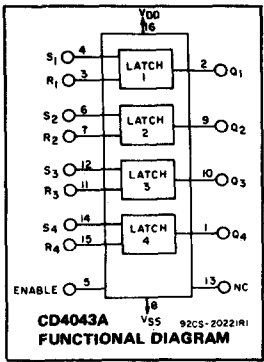 VDD
16
S1 4 LATCH 1 2 Q1
R1 3
S2 6 LATCH 2 9 Q2
R2 7
S3 12 LATCH 3 10 Q3
R3 11
S4 14 LATCH 4 1 Q4
R4 15
ENABLE 5 13 NC
8
VSS
CD4043A 92CS-20221R1
FUNCTIONAL DIAGRAM